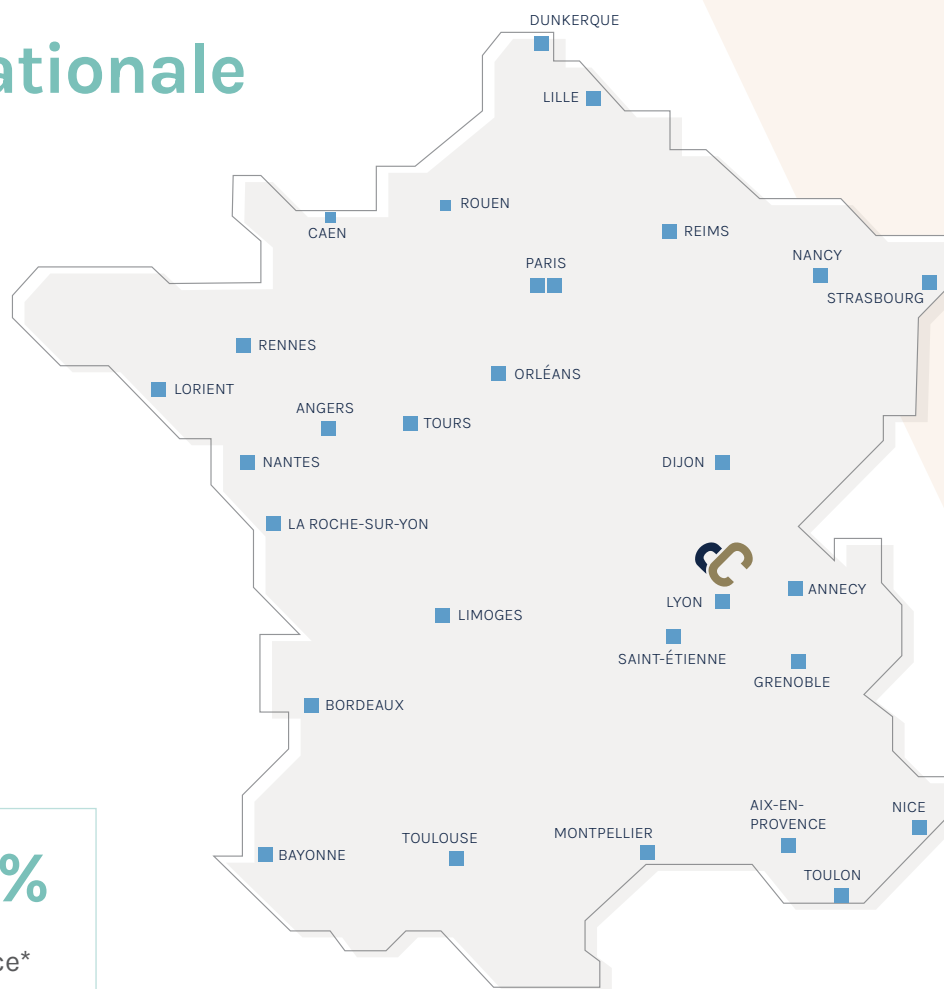 DUNKERQUE
ationale
LILLE
ROUEN
CAEN
REIMS
NANCY
PARIS
STRASBOURG
RENNES
ORLÉANS
LORIENT
ANGERS
TOURS
NANTES
DIJON
LA ROCHE-SUR-YON
ANNECY
LYON
LIMOGES
SAINT-ÉTIENNE
GRENOBLE
BORDEAUX
AIX-EN-
PROVENCE
NICE
MONTPELLIER
TOULOUSE
BAYONNE
TOULON
%
ce*